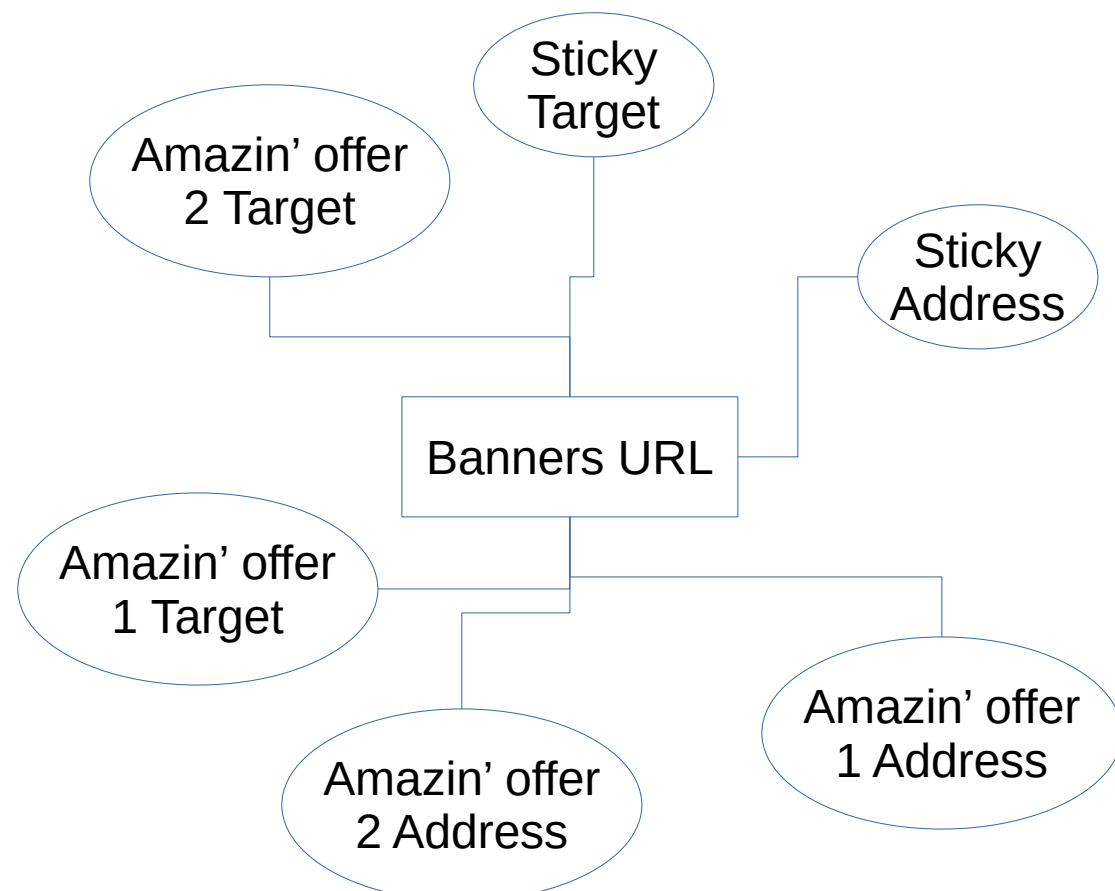 Sticky
Target
Amazin’ offer
2 Target
Sticky
Address
Banners URL
Amazin’ offer
1 Target
Amazin’ offer
1 Address
Amazin’ offer
2 Address